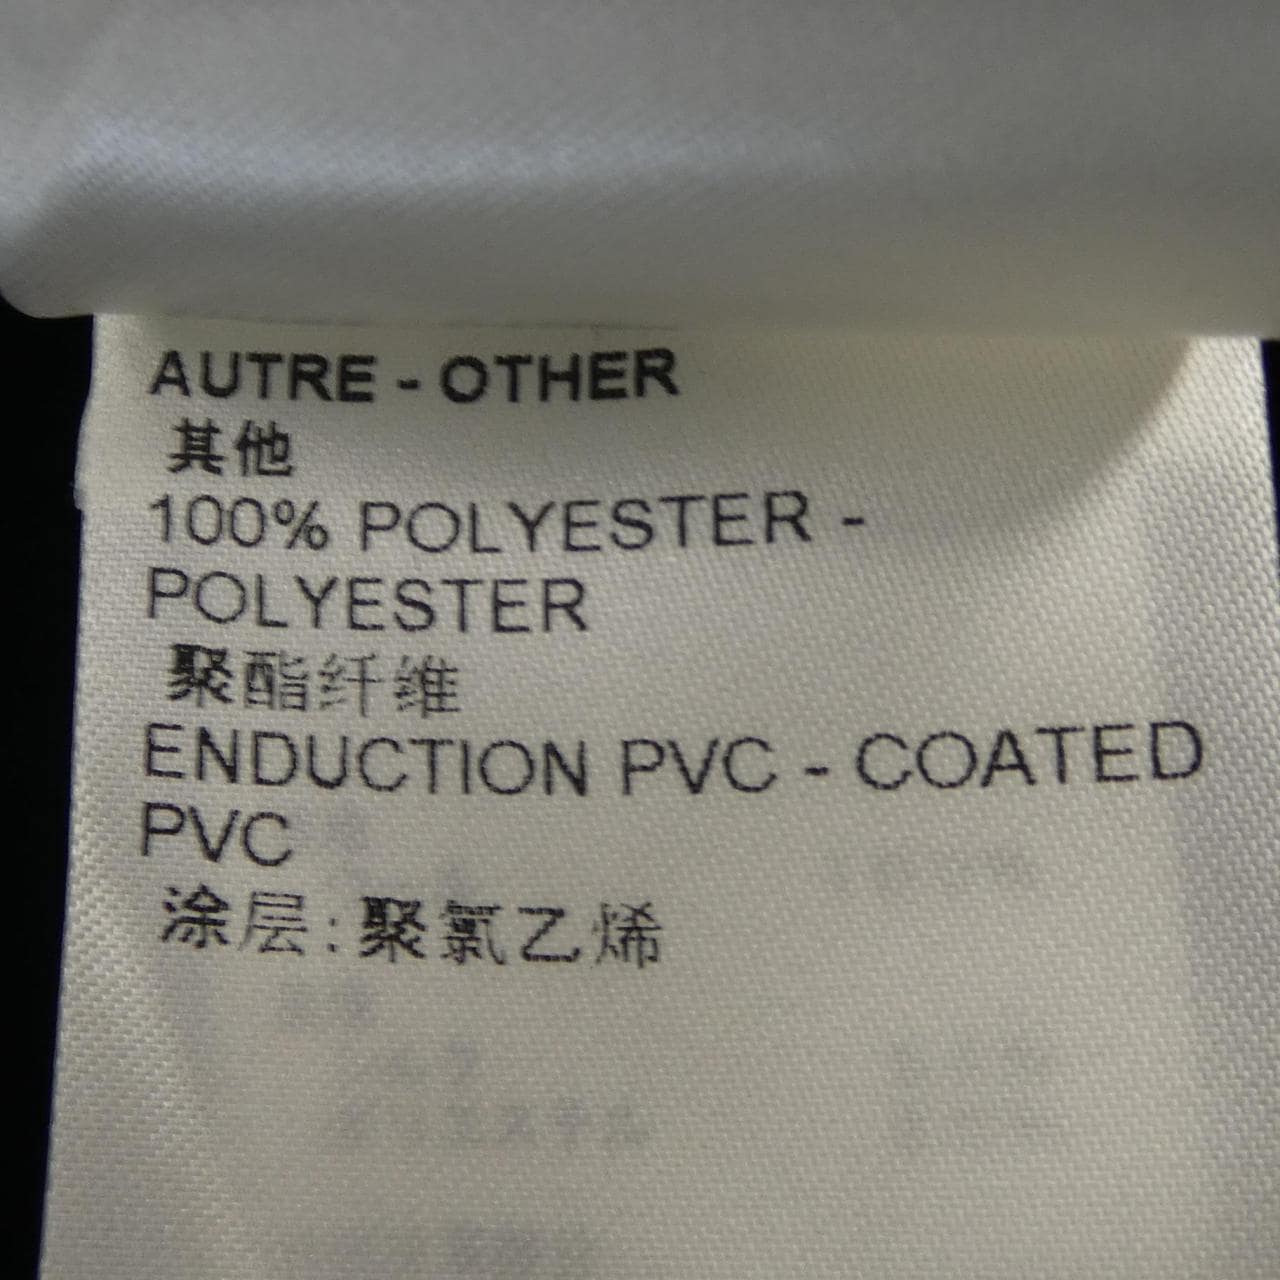 AUTRE - OTHER
其他
100% POLYESTER -
POLYESTER
聚酯纤维
ENDUCTION PVC - COATED
PVC
涂层:聚氯乙烯